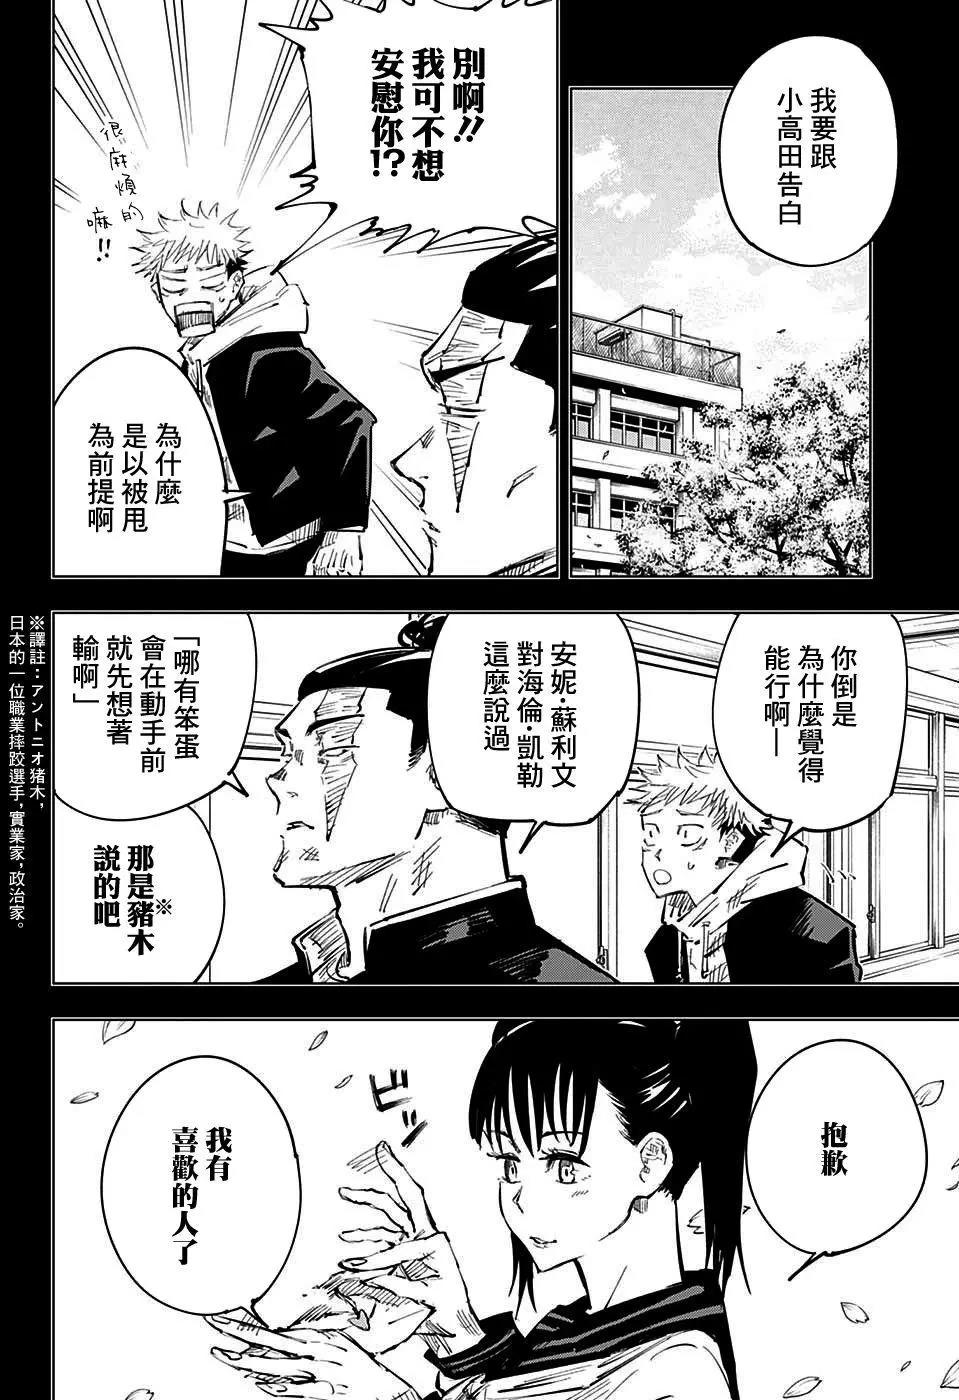 我要跟
小高田告白
別啊!!
我可不想
安慰你!?
很麻煩的
嘛!!
為什麼
是以被甩
為前提啊
你倒是
為什麼覺得
能行啊—
安妮·蘇利文
對海倫·凱勒
這麼說過
「哪有笨蛋
會在動手前
就先想著
輸啊」
那是豬木※
說的吧
※譯註：アントニオ猪木，
日本的一位職業摔跤選手，實業家，政治家。
抱歉
ビッ
我有
喜歡的人了